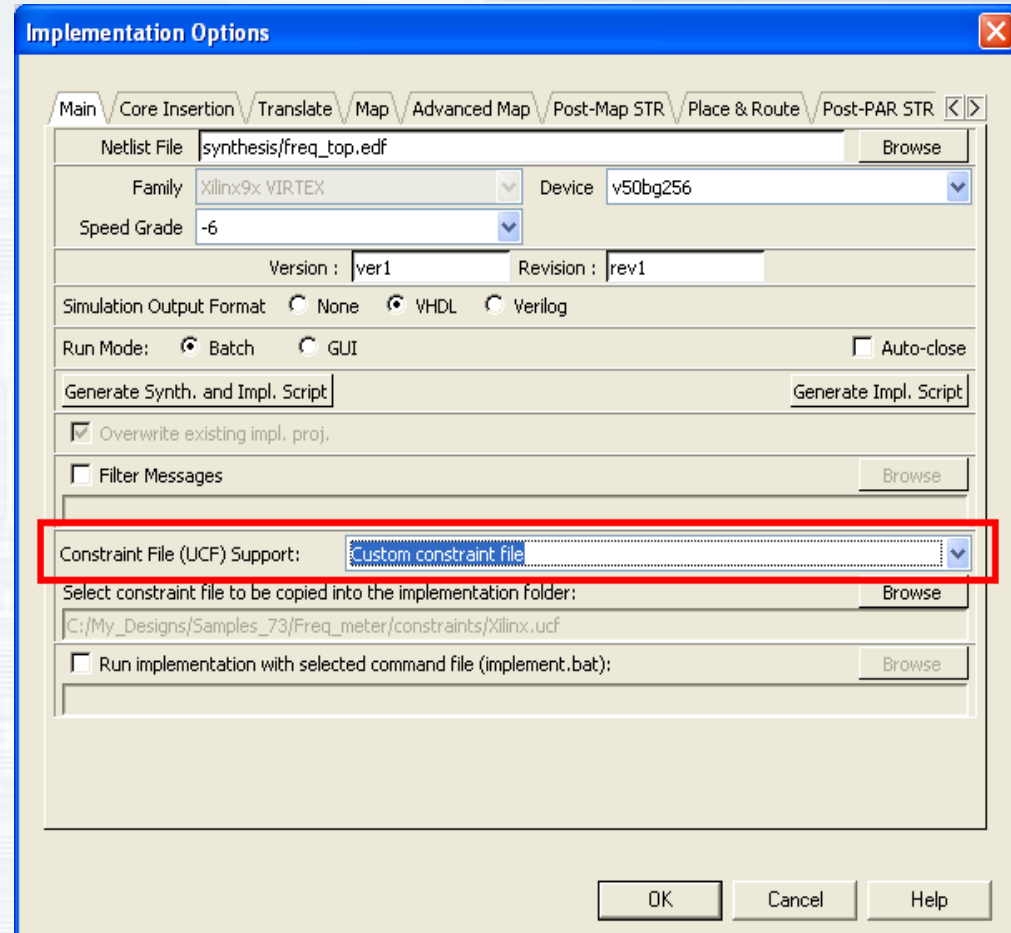 Implementation Options
Main Core Insertion Translate Map Advanced Map Post-Map STR Place & Route Post-PAR STR
Netlist File synthesis/freq_top.edf Browse
Family Xilinx9x VIRTEX Device v50bg256
Speed Grade -6
Version : ver1 Revision : rev1
Simulation Output Format None VHDL Verilog
Run Mode: Batch GUI Auto-close
Generate Synth. and Impl. Script Generate Impl. Script
Overwrite existing impl. proj.
Filter Messages Browse
Constraint File (UCF) Support: Custom constraint file
Select constraint file to be copied into the implementation folder: Browse
C:/My_Designs/Samples_73/Freq_meter/constraints/Xilinx.ucf
Run implementation with selected command file (implement.bat): Browse
OK Cancel Help